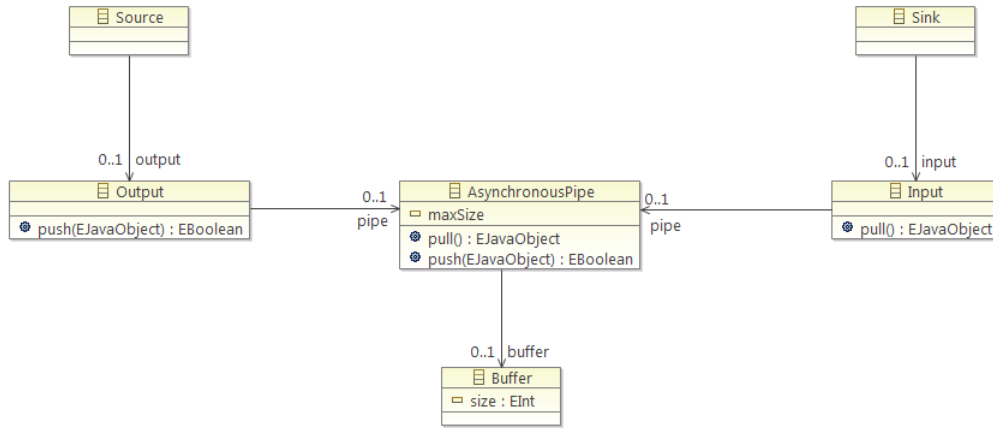 Source
Sink
0..1 output
0..1 input
Output
push(EJavaObject) : EBoolean
0..1
pipe
AsynchronousPipe
maxSize
pull() : EJavaObject
push(EJavaObject) : EBoolean
0..1
pipe
Input
pull() : EJavaObject
0..1 buffer
Buffer
size : EInt